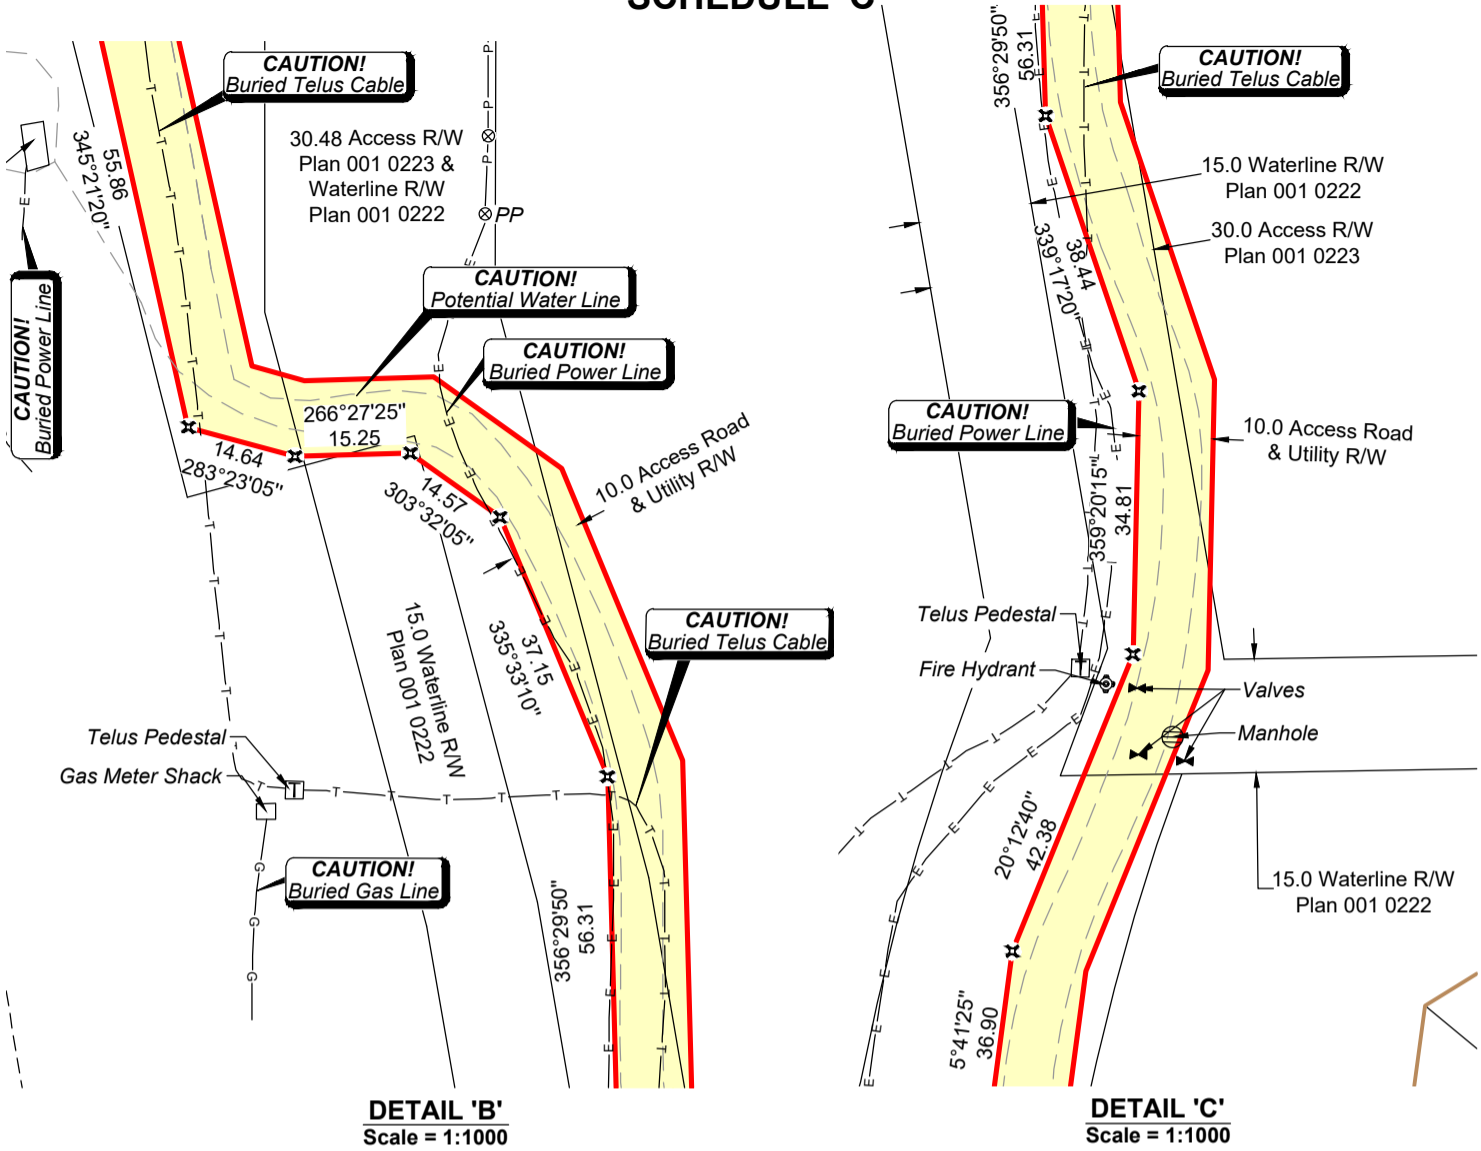 SCHEDULE 'C'
CAUTION!
Buried Telus Cable
55.86
345°21'20"
30.48 Access R/W
Plan 001 0223 &
Waterline R/W
Plan 001 0222
P
P
P
PP
E
CAUTION!
Buried Power Line
CAUTION!
Potential Water Line
CAUTION!
Buried Power Line
266°27'25"
15.25
14.64
283°23'05"
14.57
303°32'05"
10.0 Access Road
& Utility R/W
37.15
335°33'10"
15.0 Waterline R/W
Plan 001 0222
CAUTION!
Buried Telus Cable
Telus Pedestal
Gas Meter Shack
T
CAUTION!
Buried Gas Line
G
G
G
356°29'50"
56.31
DETAIL 'B'
Scale = 1:1000
356°29'50"
56.31
CAUTION!
Buried Telus Cable
15.0 Waterline R/W
Plan 001 0222
30.0 Access R/W
Plan 001 0223
38.44
339°17'20"
CAUTION!
Buried Power Line
10.0 Access Road
& Utility R/W
359°20'15"
34.81
Telus Pedestal
T
Fire Hydrant
Valves
Manhole
20°12'40"
42.38
15.0 Waterline R/W
Plan 001 0222
5°41'25"
36.90
DETAIL 'C'
Scale = 1:1000